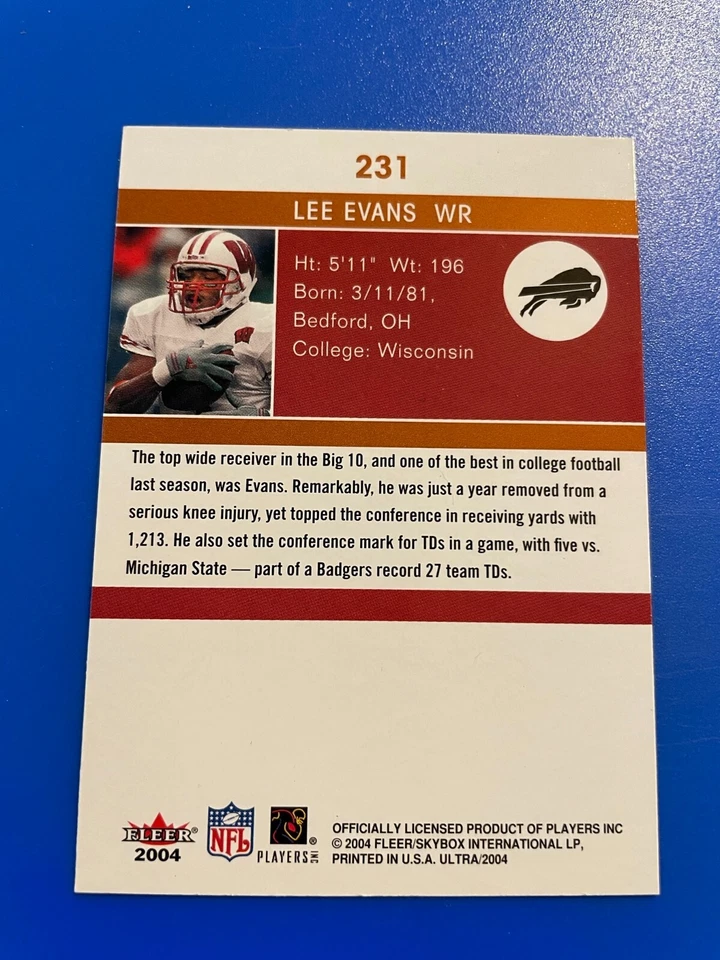 231
LEE EVANS WR
W
W
Ht: 5'11" Wt: 196
Born: 3/11/81,
Bedford, OH
College: Wisconsin
The top wide receiver in the Big 10, and one of the best in college football
last season, was Evans. Remarkably, he was just a year removed from a
serious knee injury, yet topped the conference in receiving yards with
1,213. He also set the conference mark for TDs in a game, with five vs.
Michigan State — part of a Badgers record 27 team TDs.
FLEER®
2004
NFL
PLAYERS INC ®
OFFICIALLY LICENSED PRODUCT OF PLAYERS INC
© 2004 FLEER/SKYBOX INTERNATIONAL LP,
PRINTED IN U.S.A. ULTRA/2004